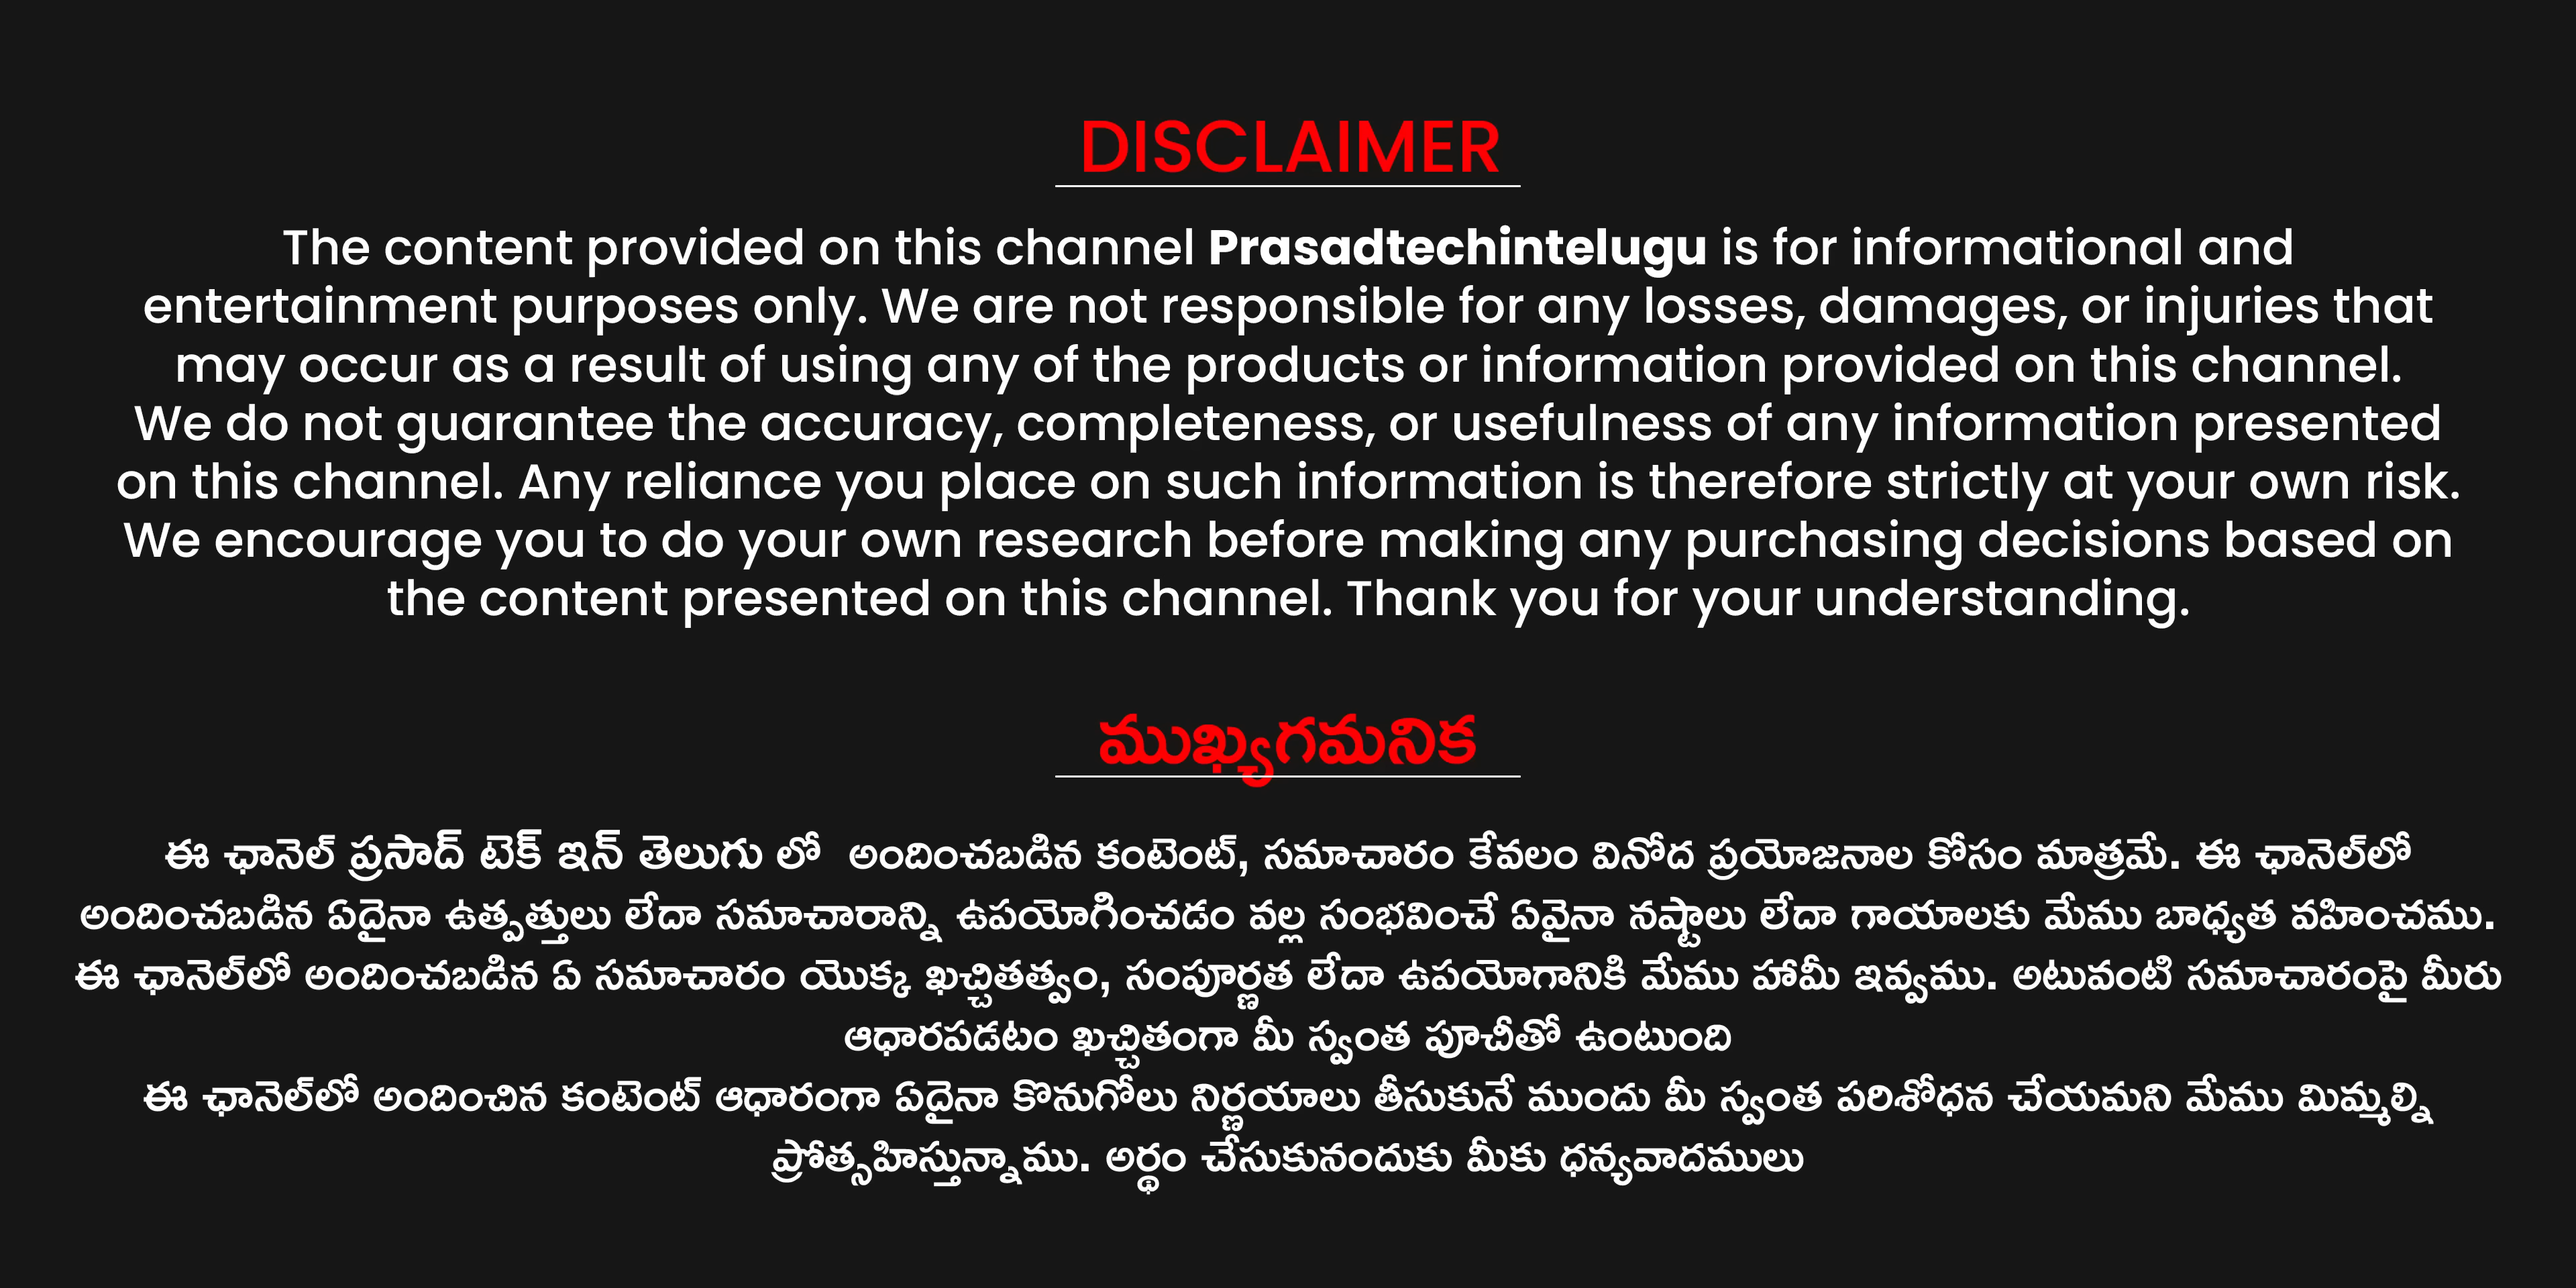 DISCLAIMER
The content provided on this channel Prasadtechintelugu is for informational and
entertainment purposes only. We are not responsible for any losses, damages, or injuries that
may occur as a result of using any of the products or information provided on this channel.
We do not guarantee the accuracy, completeness, or usefulness of any information presented
on this channel. Any reliance you place on such information is therefore strictly at your own risk.
We encourage you to do your own research before making any purchasing decisions based on
the content presented on this channel. Thank you for your understanding.
ముఖ్యగమనిక
ఈ ఛానెల్ ప్రసాద్ టెక్ ఇన్ తెలుగు లో అందించబడిన కంటెంట్, సమాచారం కేవలం వినోద ప్రయోజనాల కోసం మాత్రమే. ఈ ఛానెల్‌లో
అందించబడిన ఏదైనా ఉత్పత్తులు లేదా సమాచారాన్ని ఉపయోగించడం వల్ల సంభవించే ఏవైనా నష్టాలు లేదా గాయాలకు మేము బాధ్యత వహించము.
ఈ ఛానెల్‌లో అందించబడిన ఏ సమాచారం యొక్క ఖచ్చితత్వం, సంపూర్ణత లేదా ఉపయోగానికి మేము హామీ ఇవ్వము. అటువంటి సమాచారంపై మీరు
ఆధారపడటం ఖచ్చితంగా మీ స్వంత పూచీతో ఉంటుంది
ఈ ఛానెల్‌లో అందించిన కంటెంట్ ఆధారంగా ఏదైనా కొనుగోలు నిర్ణయాలు తీసుకునే ముందు మీ స్వంత పరిశోధన చేయమని మేము మిమ్మల్ని
ప్రోత్సహిస్తున్నాము. అర్థం చేసుకునందుకు మీకు ధన్యవాదములు